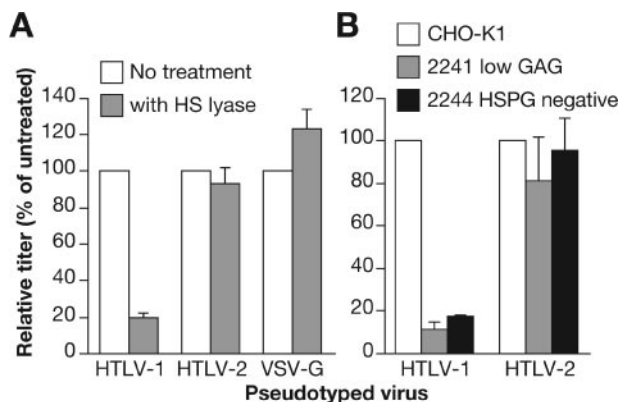 A
No treatment
with HS lyase
Relative titer (% of untreated)
140
120
100
80
60
40
20
0
HTLV-1 HTLV-2 VSV-G
B
CHO-K1
2241 low GAG
2244 HSPG negative
120
100
80
60
40
20
0
HTLV-1 HTLV-2
Pseudotyped virus